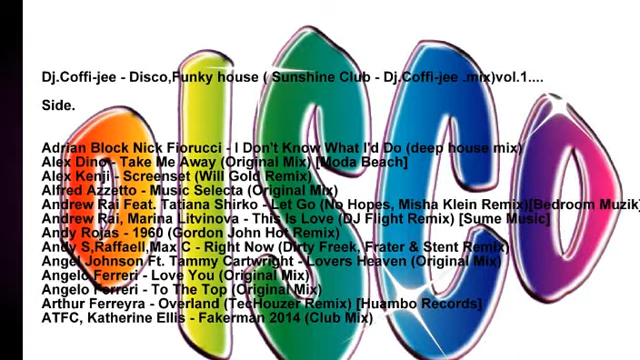 Dj.Coffi-jee - Disco,Funky house ( Sunshine Club - Dj.Coffi-jee .mix)vol.1....
Side.
Adrian Block Nick Fiorucci - I Don't Know What I'd Do (deep house mix)
Alex Dino - Take Me Away (Original Mix) [Moda Beach]
Alex Kenji - Screenset (Will Gold Remix)
Alfred Azzetto - Music Selecta (Original Mix)
Andrew Rai Feat. Tatiana Shirko - Let Go (No Hopes, Misha Klein Remix)[Bedroom Muzik]
Andrew Rai, Marina Litvinova - This Is Love (DJ Flight Remix) [Sume Music]
Andy Rojas - 1960 (Gordon John Hot Remix)
Andy S,Raffaell,Max C - Right Now (Dirty Freek, Frater & Stent Remix)
Angel Johnson Ft. Tammy Cartwright - Lovers Heaven (Original Mix)
Angelo Ferreri - Love You (Original Mix)
Angelo Ferreri - To The Top (Original Mix)
Arthur Ferreyra - Overland (TecHouzer Remix) [Huambo Records]
ATFC, Katherine Ellis - Fakerman 2014 (Club Mix)
DISCO